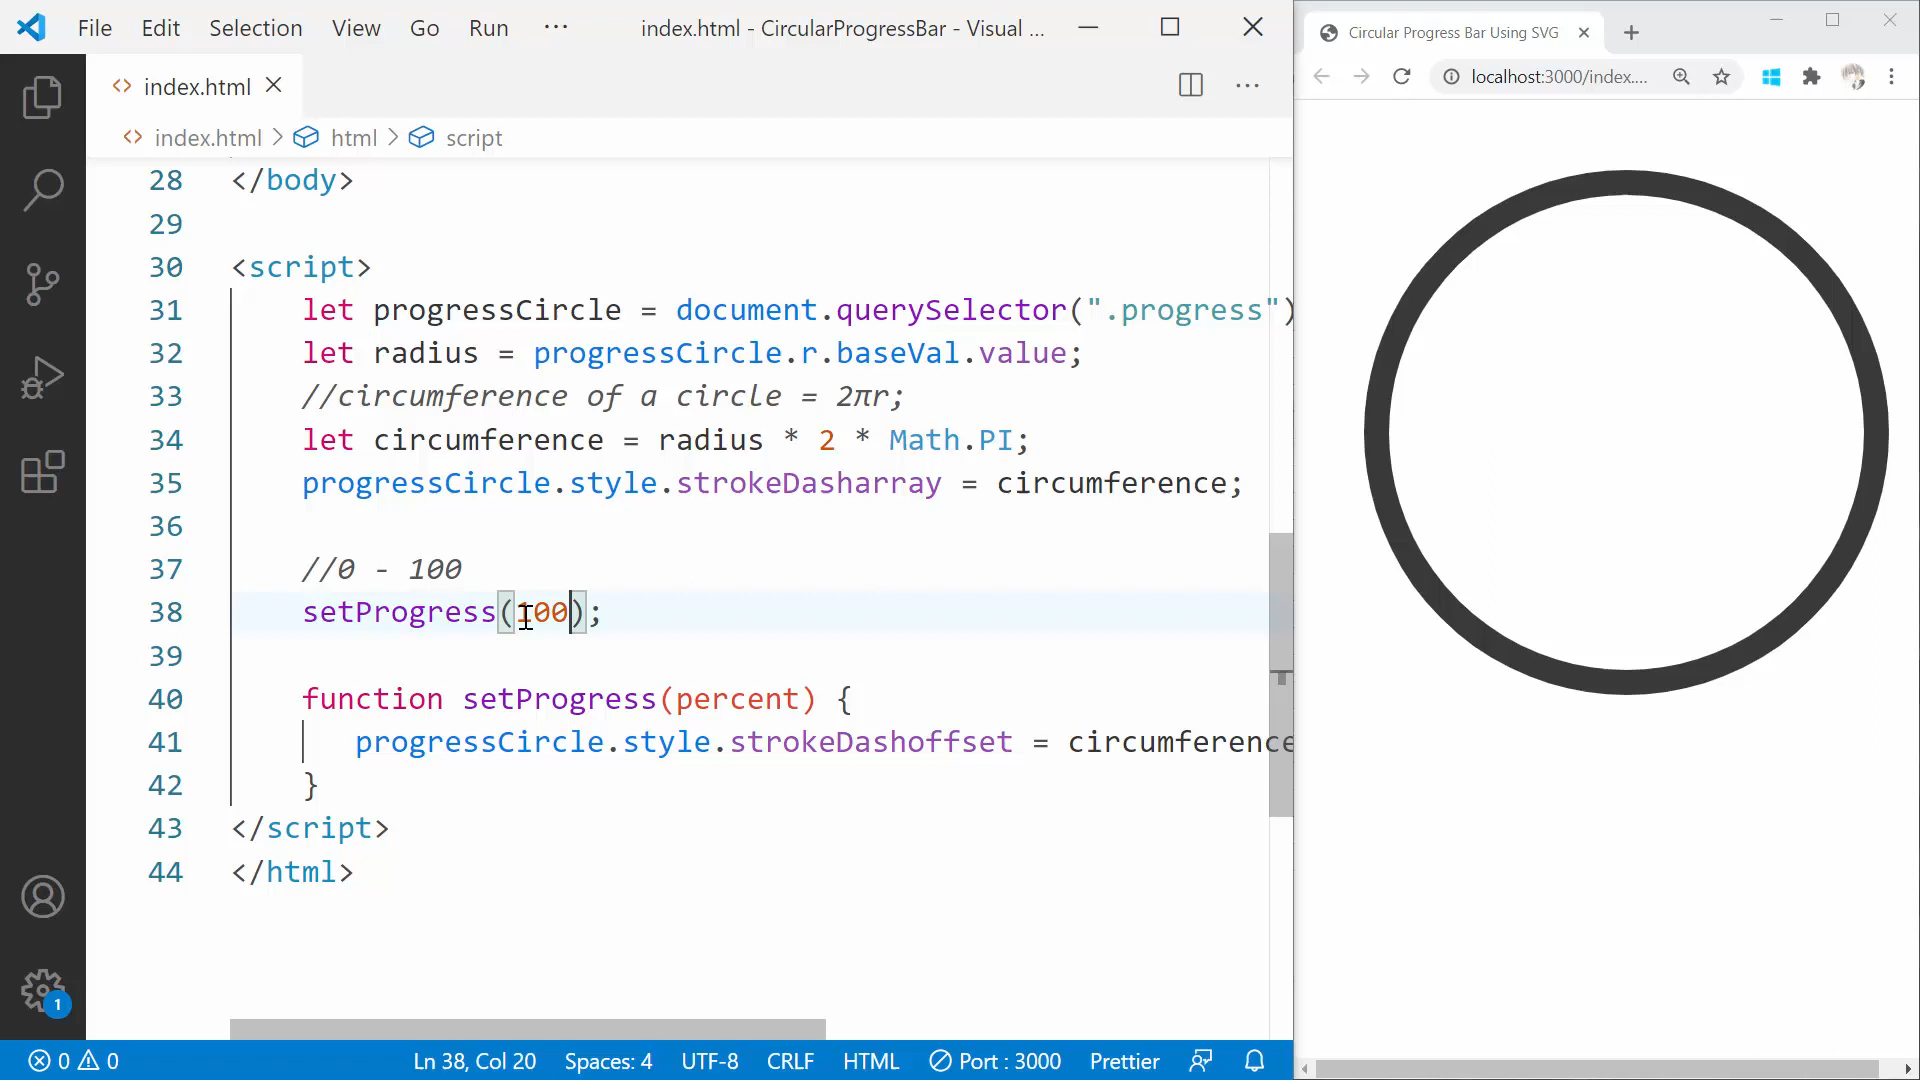 File Edit Selection View Go Run ··· index.html - CircularProgressBar - Visual ...
index.html
index.html > html > script
28 </body>
29
30 <script>
31 let progressCircle = document.querySelector(".progress")
32 let radius = progressCircle.r.baseVal.value;
33 //circumference of a circle = 2πr;
34 let circumference = radius * 2 * Math.PI;
35 progressCircle.style.strokeDasharray = circumference;
36
37 //0 - 100
38 setProgress(100);
39
40 function setProgress(percent) {
41 progressCircle.style.strokeDashoffset = circumference
42 }
43 </script>
44 </html>
1
0 0 Ln 38, Col 20 Spaces: 4 UTF-8 CRLF HTML Port : 3000 Prettier
Circular Progress Bar Using SVG
localhost:3000/index....